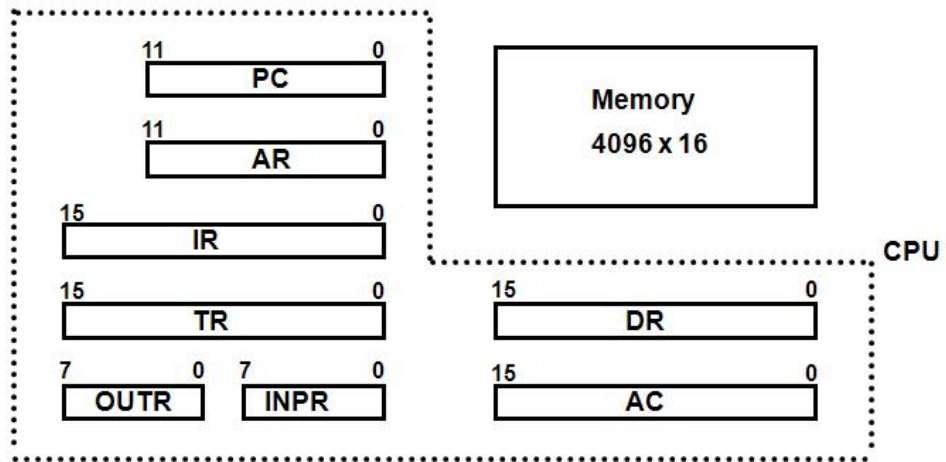 11 0
PC
11 0
AR
15 0
IR
15 0
TR
7 0
OUTR
7 0
INPR
Memory
4096 x 16
CPU
15 0
DR
15 0
AC